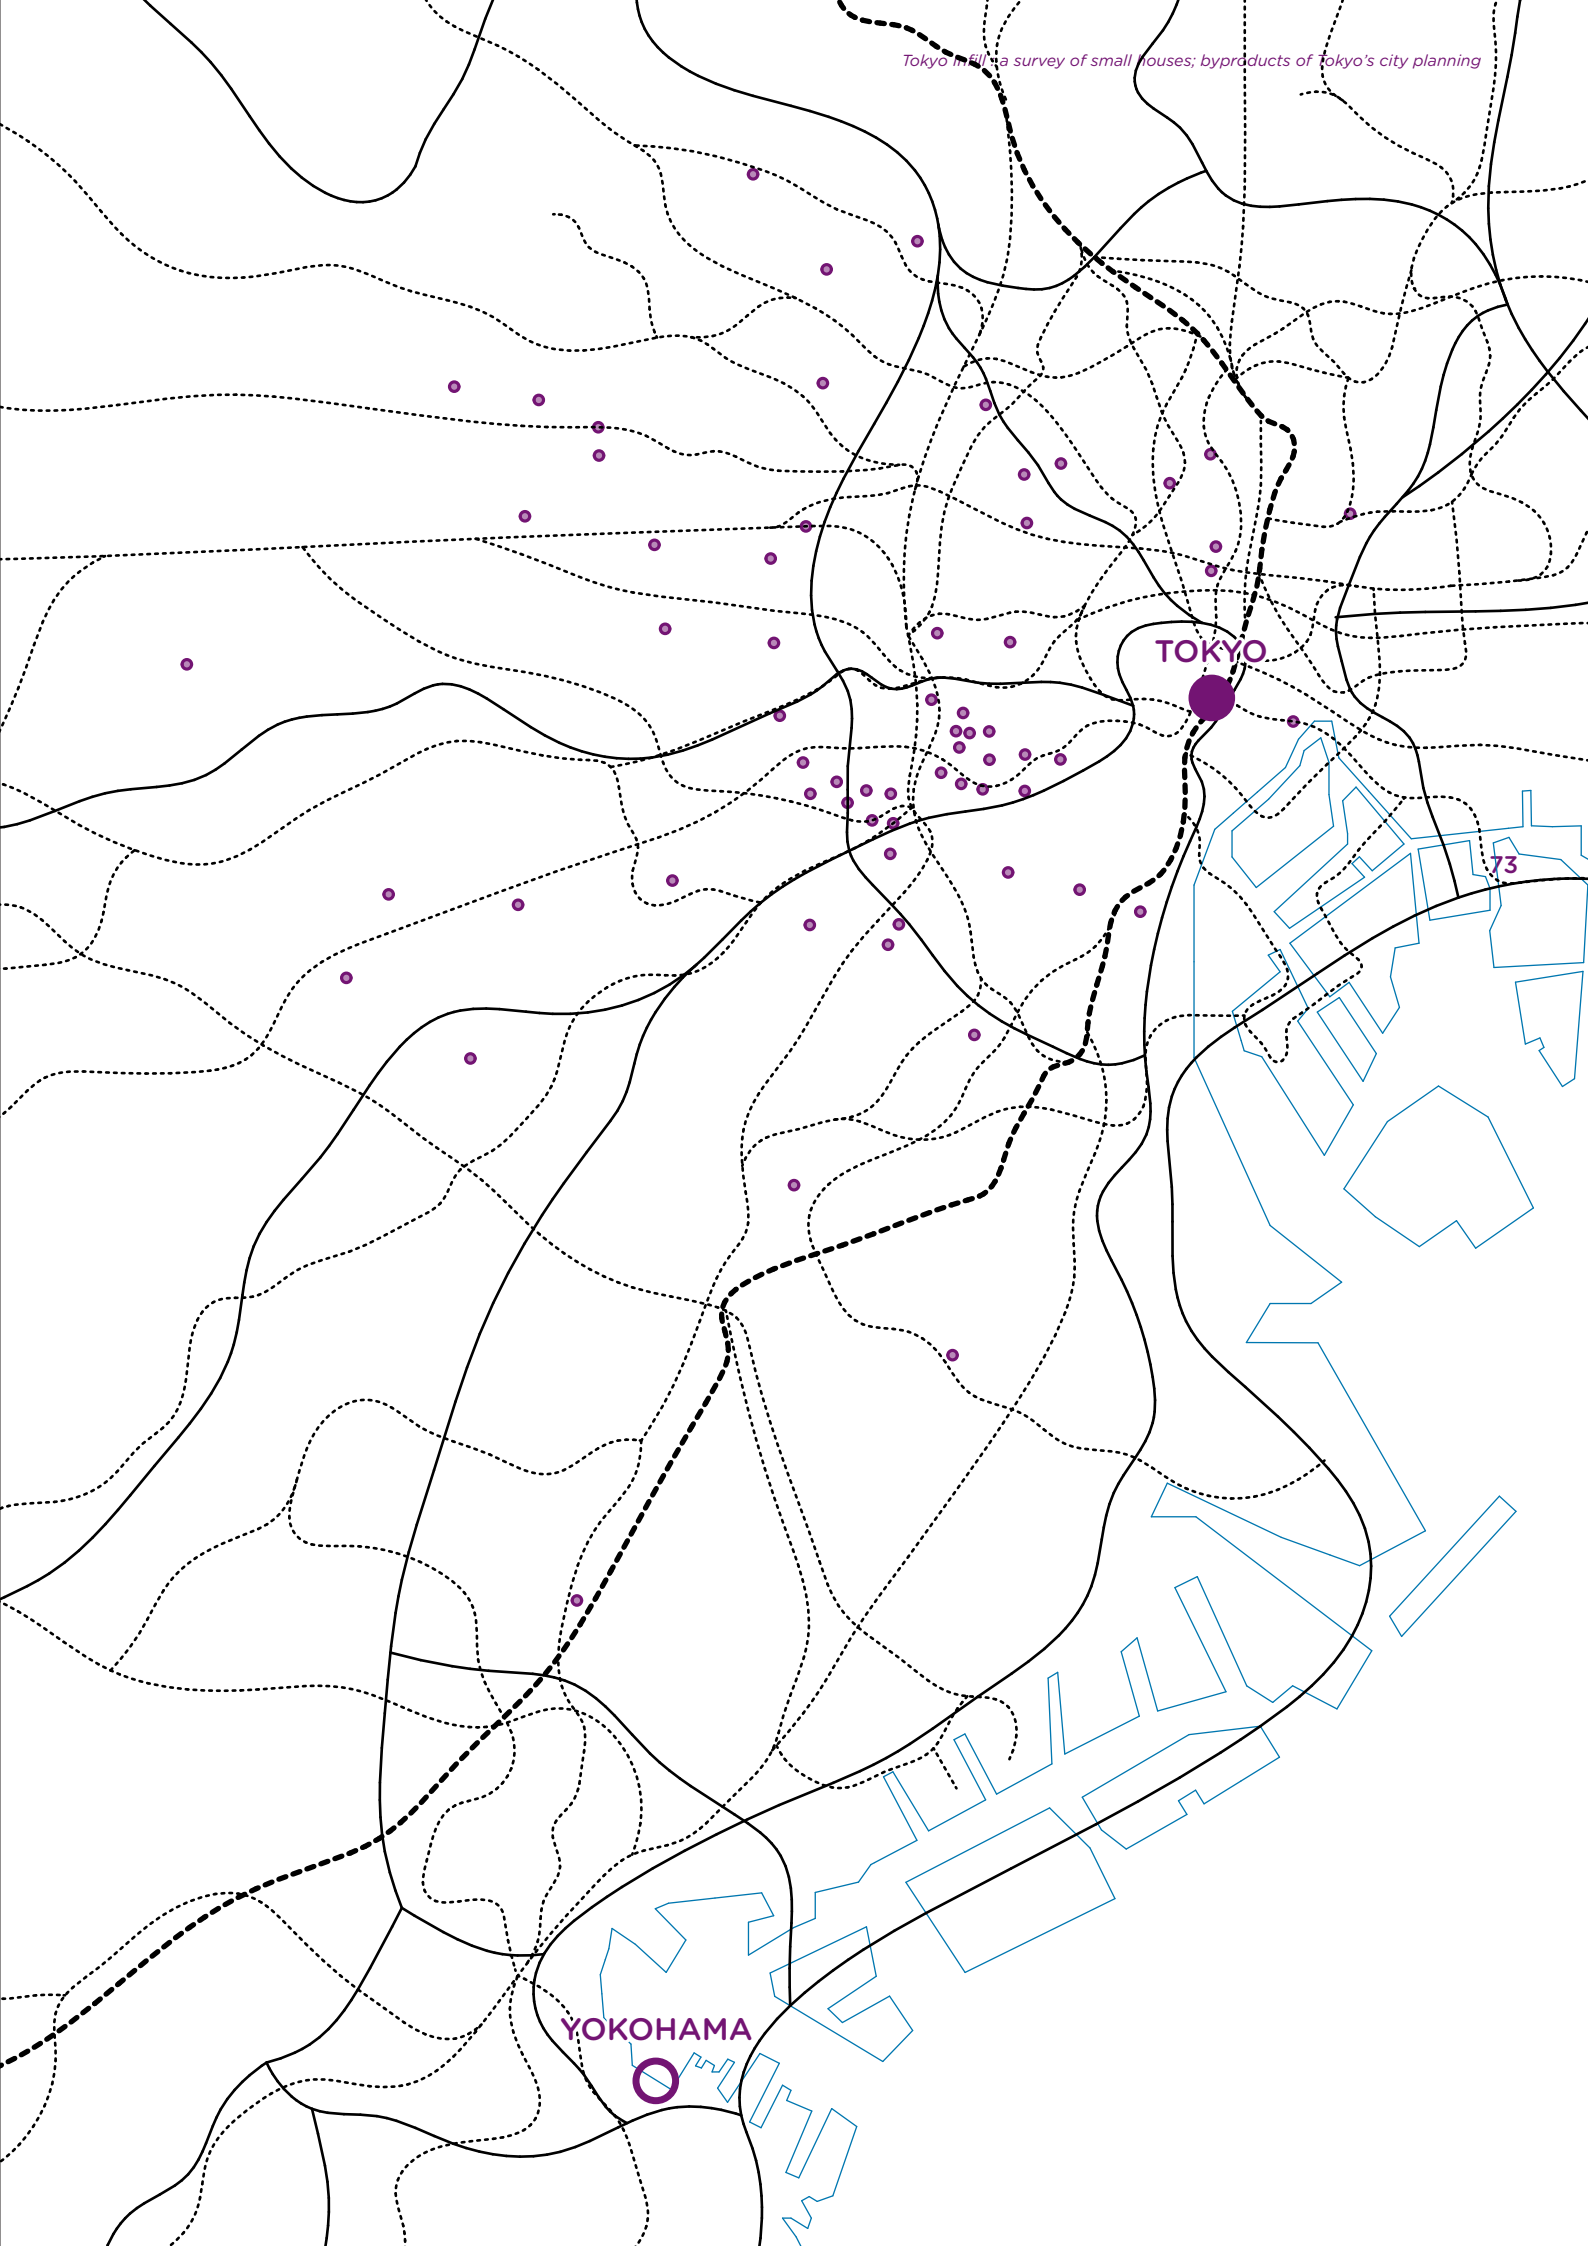 Tokyo infill : a survey of small houses; byproducts of Tokyo’s city planning
TOKYO
73
YOKOHAMA